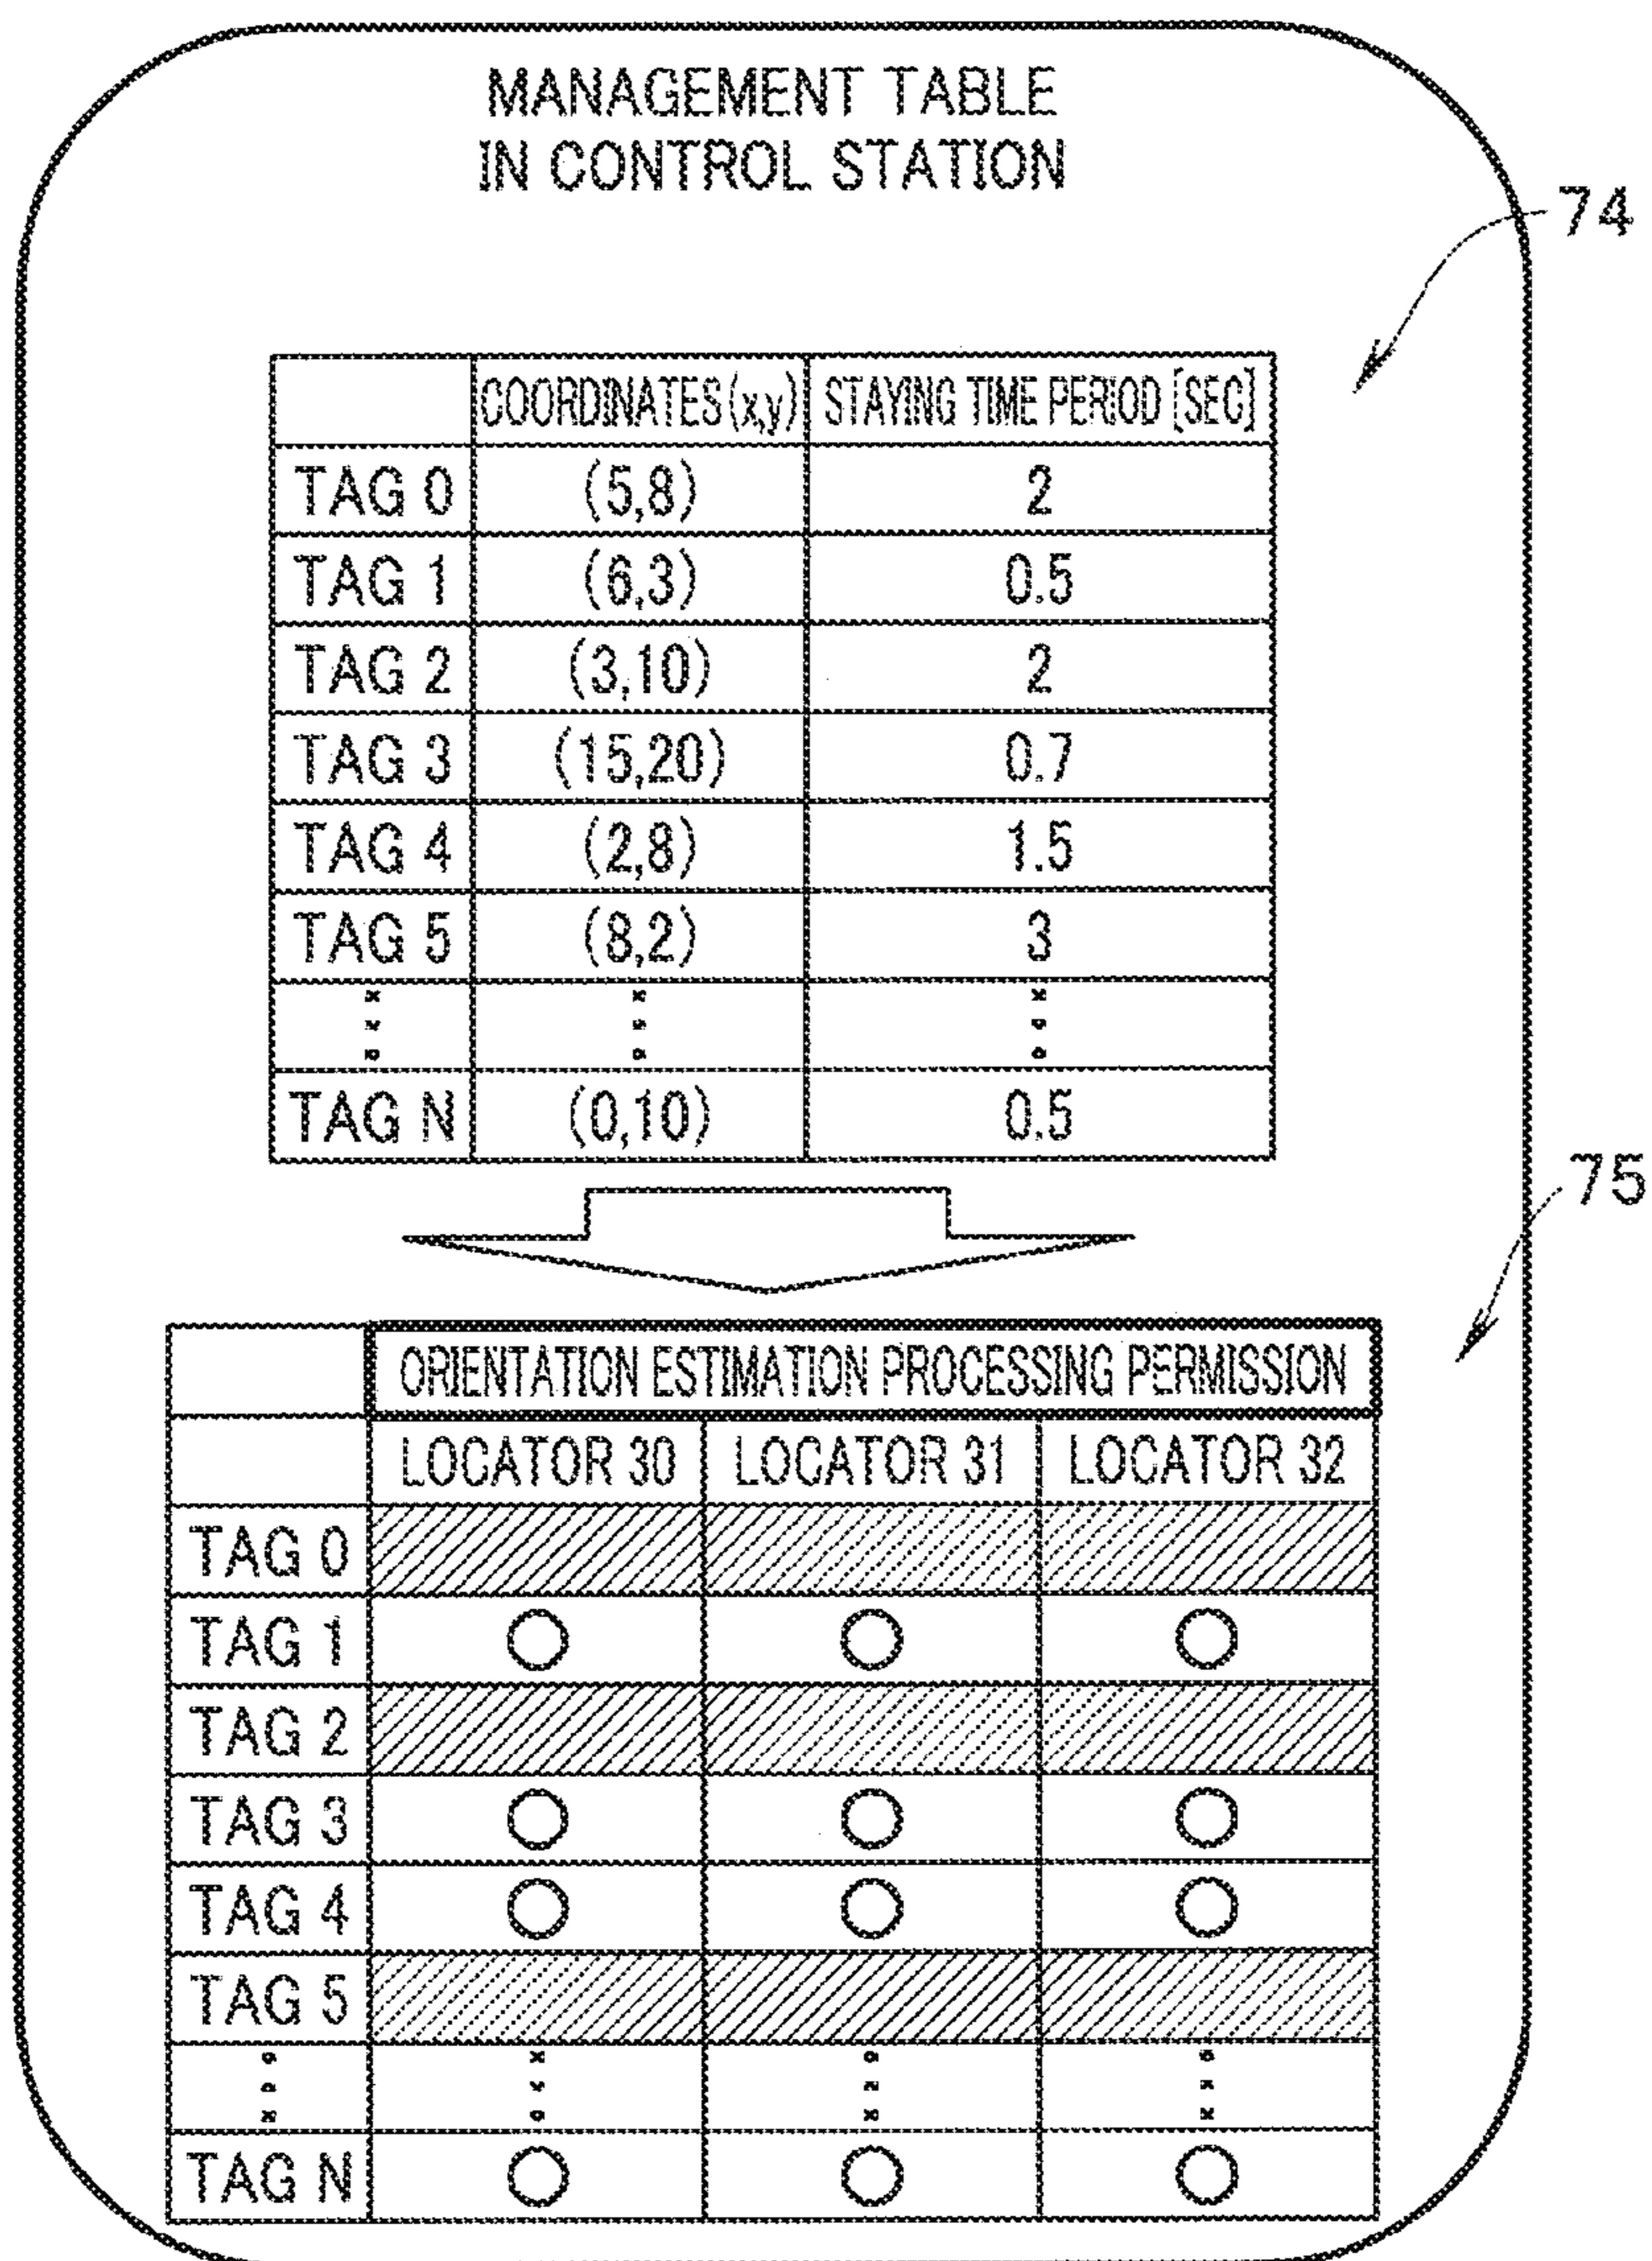 MANAGEMENT TABLE
IN CONTROL STATION
74
COORDINATES (x,y) STAYING TIME PERIOD [SEC]
TAG 0 (5,8) 2
TAG 1 (6,3) 0.5
TAG 2 (3,10) 2
TAG 3 (15,20) 0.7
TAG 4 (2,8) 1.5
TAG 5 (8,2) 3
TAG N (0,10) 0.5
75
ORIENTATION ESTIMATION PROCESSING PERMISSION
LOCATOR 30 LOCATOR 31 LOCATOR 32
TAG 0
TAG 1 ○ ○ ○
TAG 2
TAG 3 ○ ○ ○
TAG 4 ○ ○ ○
TAG 5
TAG N ○ ○ ○